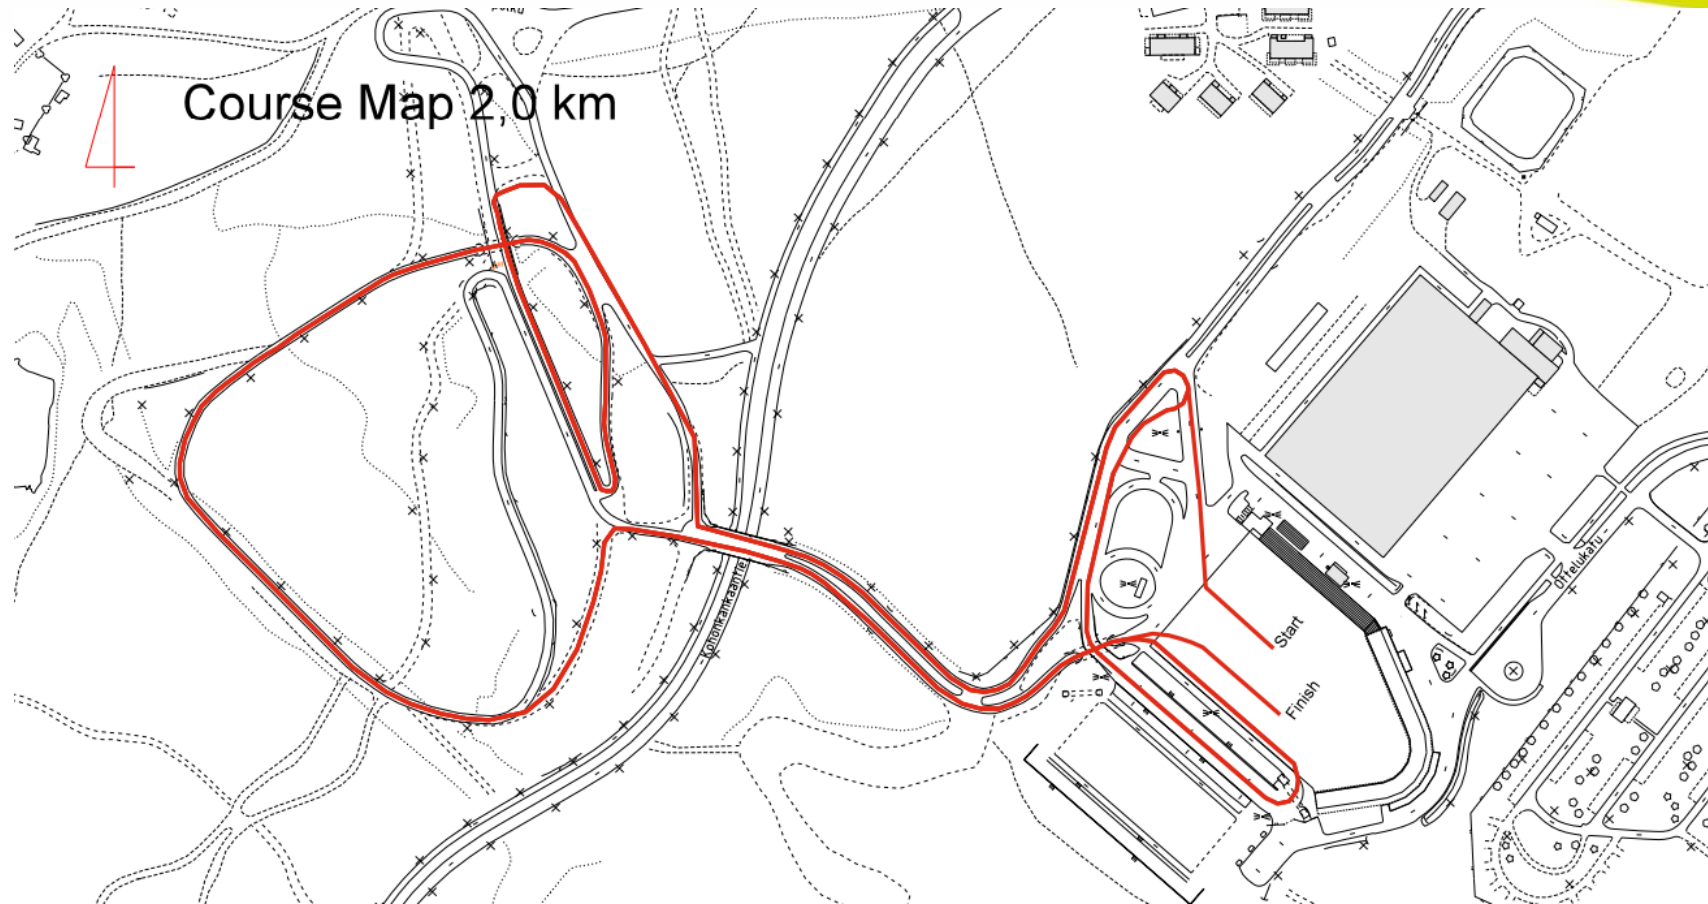 Course Map 2,0 km
Kohonkankaantie
Start
Finish
Ottelukatu